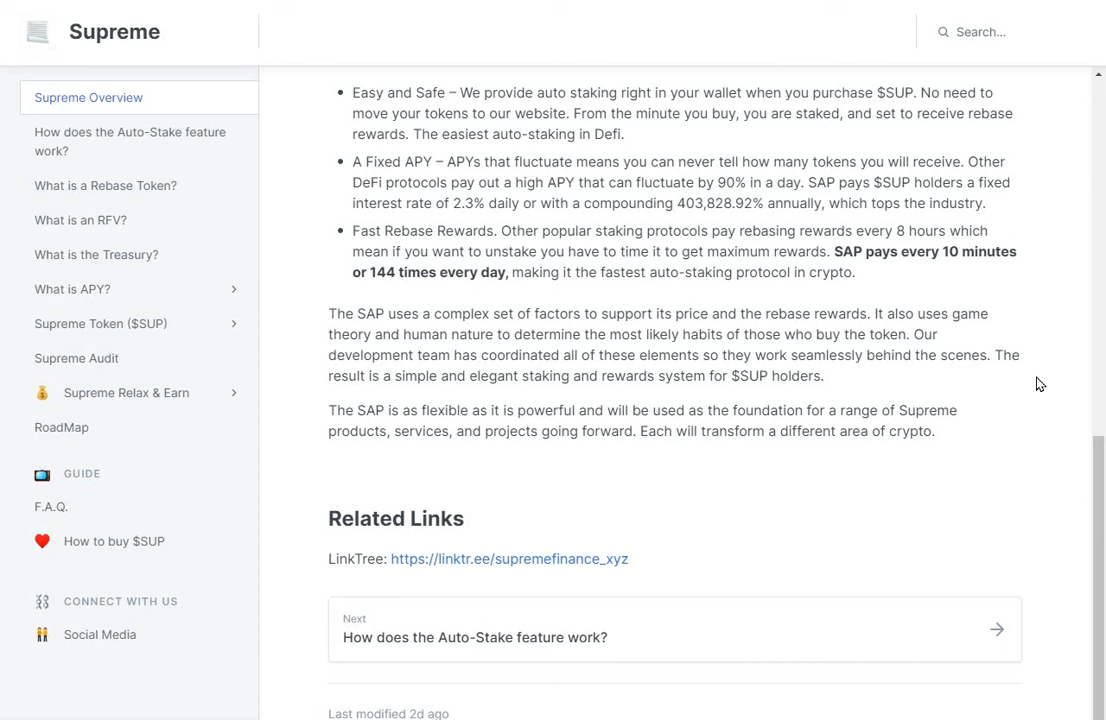 Supreme
Search...
Supreme Overview
How does the Auto-Stake feature
work?
What is a Rebase Token?
What is an RFV?
What is the Treasury?
What is APY?
Supreme Token ($SUP)
Supreme Audit
Supreme Relax & Earn
RoadMap
GUIDE
F.A.Q.
How to buy $SUP
CONNECT WITH US
Social Media
Easy and Safe – We provide auto staking right in your wallet when you purchase $SUP. No need to
move your tokens to our website. From the minute you buy, you are staked, and set to receive rebase
rewards. The easiest auto-staking in Defi.
A Fixed APY – APYs that fluctuate means you can never tell how many tokens you will receive. Other
DeFi protocols pay out a high APY that can fluctuate by 90% in a day. SAP pays $SUP holders a fixed
interest rate of 2.3% daily or with a compounding 403,828.92% annually, which tops the industry.
Fast Rebase Rewards. Other popular staking protocols pay rebasing rewards every 8 hours which
mean if you want to unstake you have to time it to get maximum rewards. SAP pays every 10 minutes
or 144 times every day, making it the fastest auto-staking protocol in crypto.
The SAP uses a complex set of factors to support its price and the rebase rewards. It also uses game
theory and human nature to determine the most likely habits of those who buy the token. Our
development team has coordinated all of these elements so they work seamlessly behind the scenes. The
result is a simple and elegant staking and rewards system for $SUP holders.
The SAP is as flexible as it is powerful and will be used as the foundation for a range of Supreme
products, services, and projects going forward. Each will transform a different area of crypto.
Related Links
LinkTree: https://linktr.ee/supremefinance_xyz
Next
How does the Auto-Stake feature work?
Last modified 2d ago